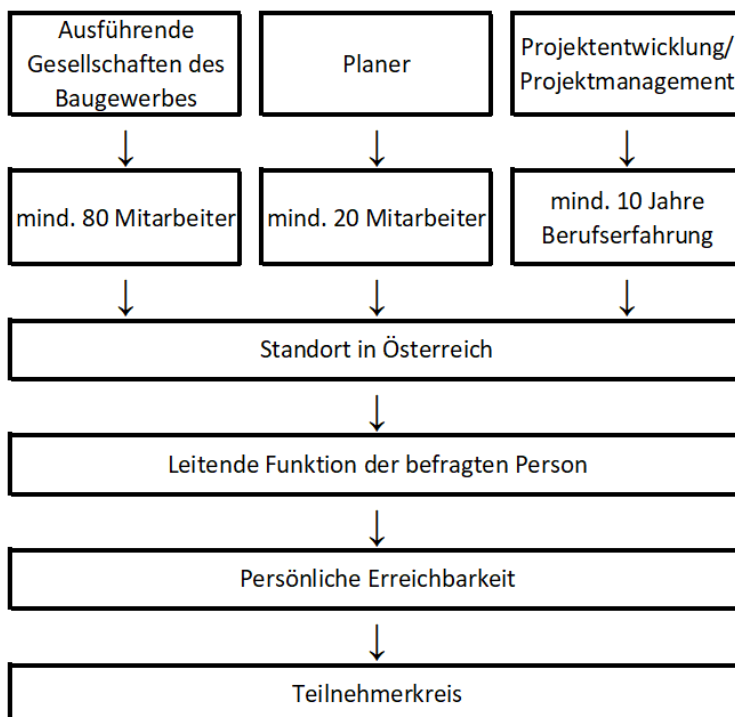 Ausführende
Gesellschaften des
Baugewerbes
Planer
Projektentwicklung/
Projektmanagement
mind. 80 Mitarbeiter
mind. 20 Mitarbeiter
mind. 10 Jahre
Berufserfahrung
Standort in Österreich
Leitende Funktion der befragten Person
Persönliche Erreichbarkeit
Teilnehmerkreis